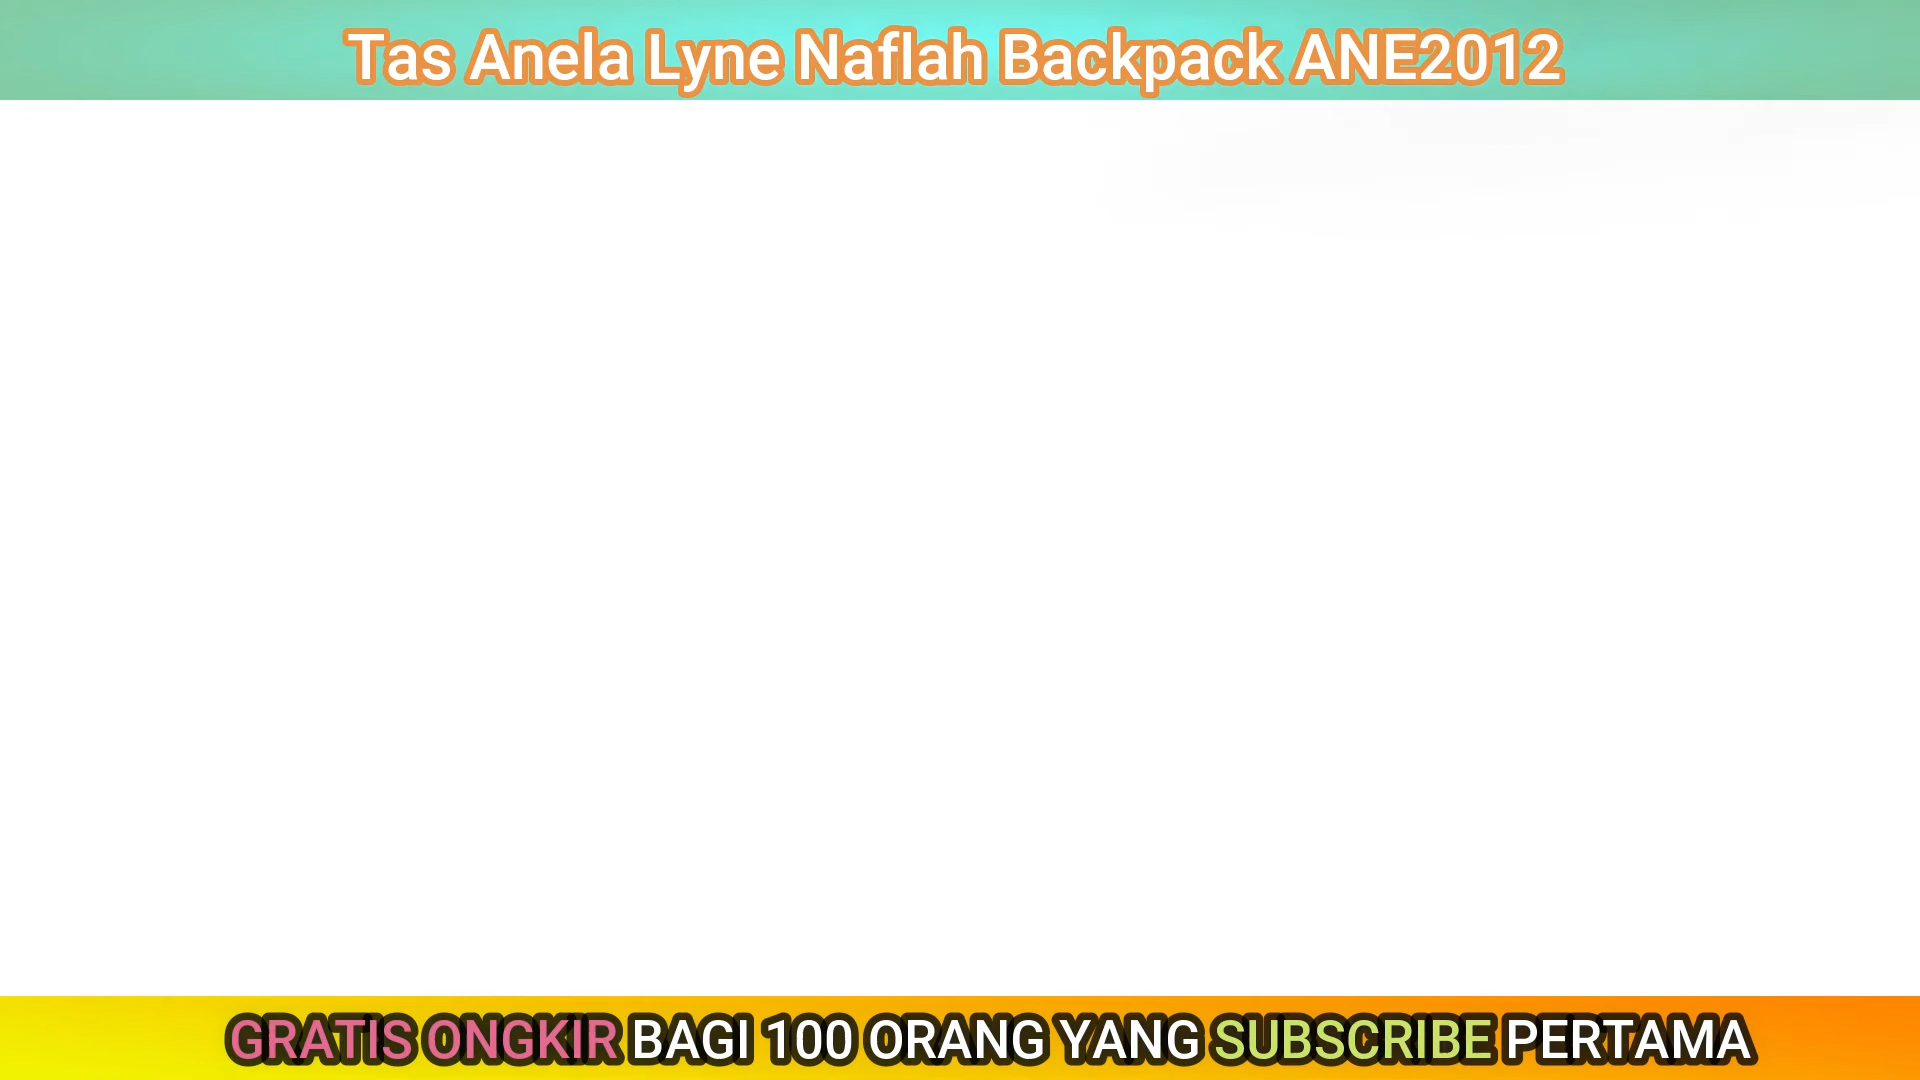 Tas Anela Lyne Naflah Backpack ANE2012
GRATIS ONGKIR BAGI 100 ORANG YANG SUBSCRIBE PERTAMA